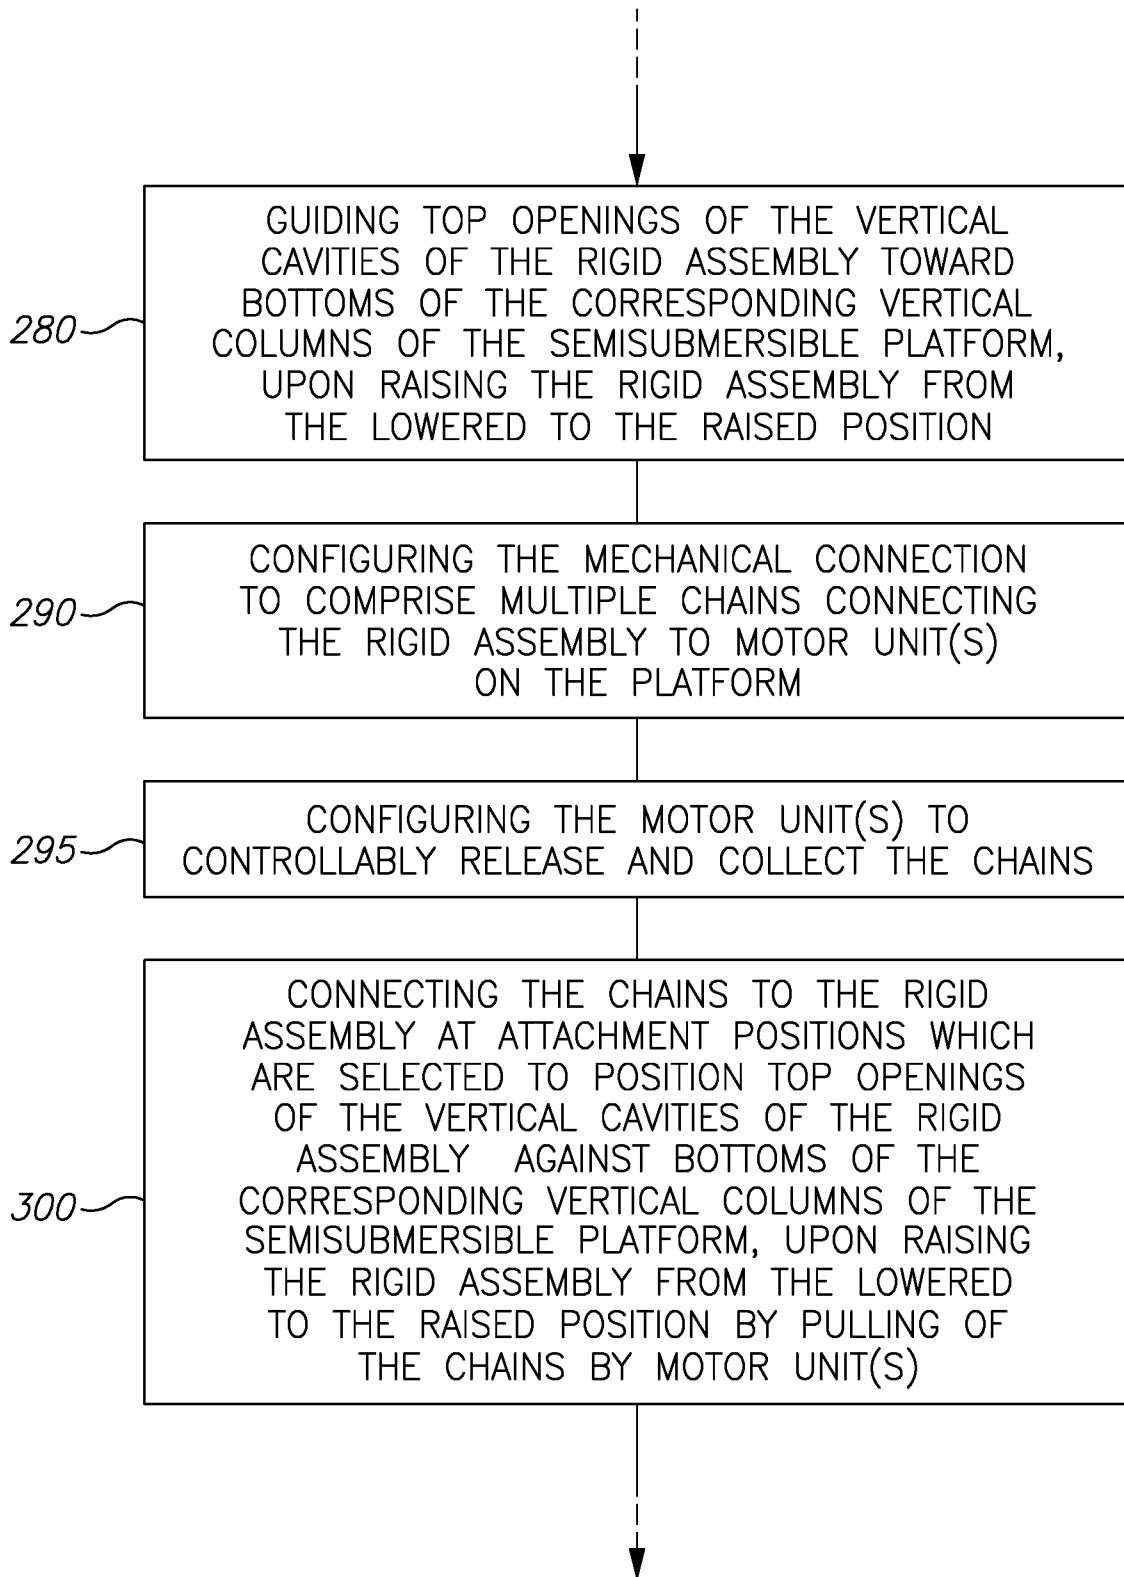 GUIDING TOP OPENINGS OF THE VERTICAL
CAVITIES OF THE RIGID ASSEMBLY TOWARD
BOTTOMS OF THE CORRESPONDING VERTICAL
COLUMNS OF THE SEMISUBMERSIBLE PLATFORM,
UPON RAISING THE RIGID ASSEMBLY FROM
THE LOWERED TO THE RAISED POSITION
280
CONFIGURING THE MECHANICAL CONNECTION
TO COMPRISE MULTIPLE CHAINS CONNECTING
THE RIGID ASSEMBLY TO MOTOR UNIT(S)
ON THE PLATFORM
290
CONFIGURING THE MOTOR UNIT(S) TO
CONTROLLABLY RELEASE AND COLLECT THE CHAINS
295
CONNECTING THE CHAINS TO THE RIGID
ASSEMBLY AT ATTACHMENT POSITIONS WHICH
ARE SELECTED TO POSITION TOP OPENINGS
OF THE VERTICAL CAVITIES OF THE RIGID
ASSEMBLY AGAINST BOTTOMS OF THE
CORRESPONDING VERTICAL COLUMNS OF THE
SEMISUBMERSIBLE PLATFORM, UPON RAISING
THE RIGID ASSEMBLY FROM THE LOWERED
TO THE RAISED POSITION BY PULLING OF
THE CHAINS BY MOTOR UNIT(S)
300